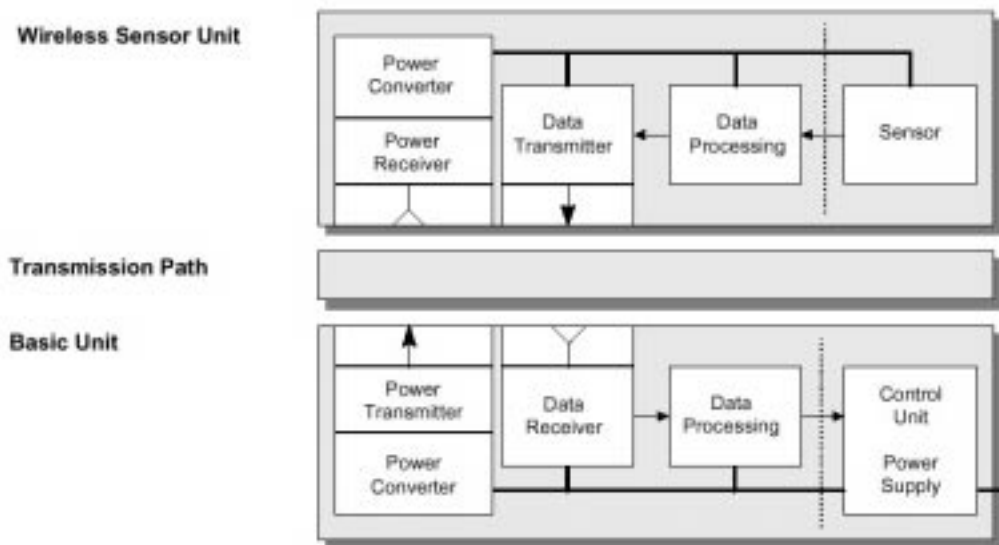 Wireless Sensor Unit
Power
Converter
Power
Receiver
Data
Transmitter
Data
Processing
Sensor
Transmission Path
Basic Unit
Power
Transmitter
Power
Converter
Data
Receiver
Data
Processing
Control
Unit
Power
Supply